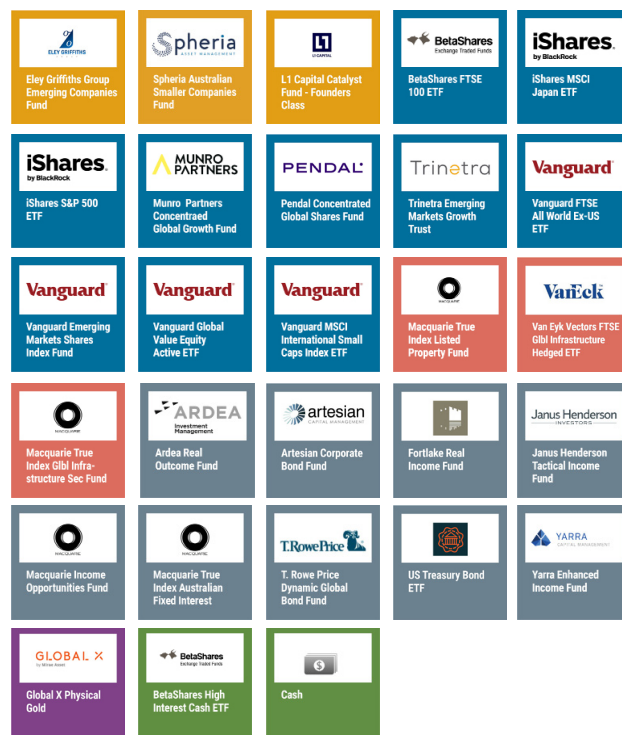 ELEY GRIFFITHS
Eley Griffiths Group
Emerging Companies
Fund
Spheria
ASSET MANAGEMENT
Spheria Australian
Smaller Companies
Fund
L1
L1 CAPITAL
L1 Capital Catalyst
Fund - Founders
Class
BetaShares
Exchange Traded Funds
BetaShares FTSE
100 ETF
iShares.
by BlackRock
iShares MSCI
Japan ETF
iShares.
by BlackRock
iShares S&P 500
ETF
MUNRO
PARTNERS
Munro Partners
Concentraed
Global Growth Fund
PENDAL
Pendal Concentrated
Global Shares Fund
Trinetra
Trinetra Emerging
Markets Growth
Trust
Vanguard
Vanguard FTSE
All World Ex-US
ETF
Vanguard
Vanguard Emerging
Markets Shares
Index Fund
Vanguard
Vanguard Global
Value Equity
Active ETF
Vanguard
Vanguard MSCI
International Small
Caps Index ETF
MACQUARIE
Macquarie True
Index Listed
Property Fund
VanEck
Van Eyk Vectors FTSE
Glbl Infrastructure
Hedged ETF
MACQUARIE
Macquarie True
Index Glbl Infra-
structure Sec Fund
ARDEA
Investment
Management
Ardea Real
Outcome Fund
artesian
CAPITAL MANAGEMENT
Artesian Corporate
Bond Fund
Fortlake Real
Income Fund
Janus Henderson
INVESTORS
Janus Henderson
Tactical Income
Fund
MACQUARIE
Macquarie Income
Opportunities Fund
MACQUARIE
Macquarie True
Index Australian
Fixed Interest
T.RowePrice
T. Rowe Price
Dynamic Global
Bond Fund
US Treasury Bond
ETF
YARRA
CAPITAL MANAGEMENT
Yarra Enhanced
Income Fund
GLOBAL X
by Mirae Asset
Global X Physical
Gold
BetaShares
Exchange Traded Funds
BetaShares High
Interest Cash ETF
$
Cash